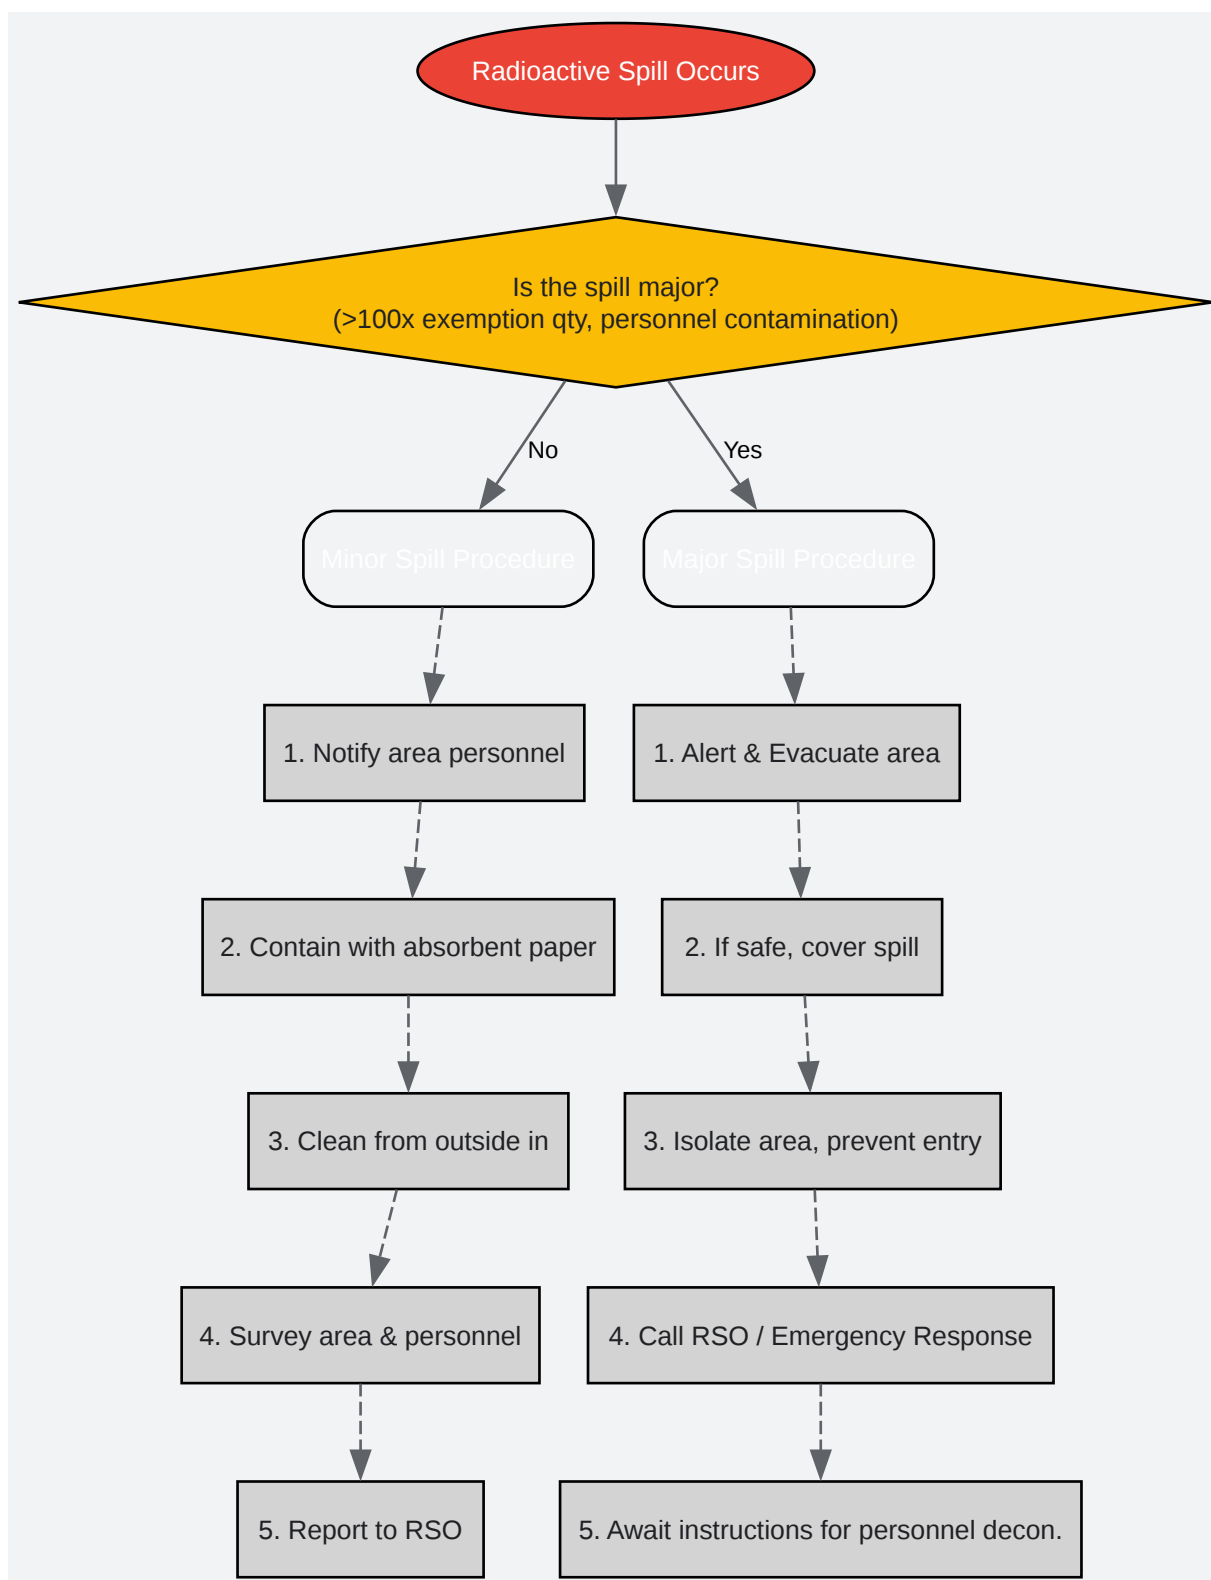 Radioactive Spill Occurs
Is the spill major?
(>100x exemption qty, personnel contamination)
No
Yes
Minor Spill Procedure
Major Spill Procedure
1. Notify area personnel
1. Alert & Evacuate area
2. Contain with absorbent paper
2. If safe, cover spill
3. Clean from outside in
3. Isolate area, prevent entry
4. Survey area & personnel
4. Call RSO / Emergency Response
5. Report to RSO
5. Await instructions for personnel decon.